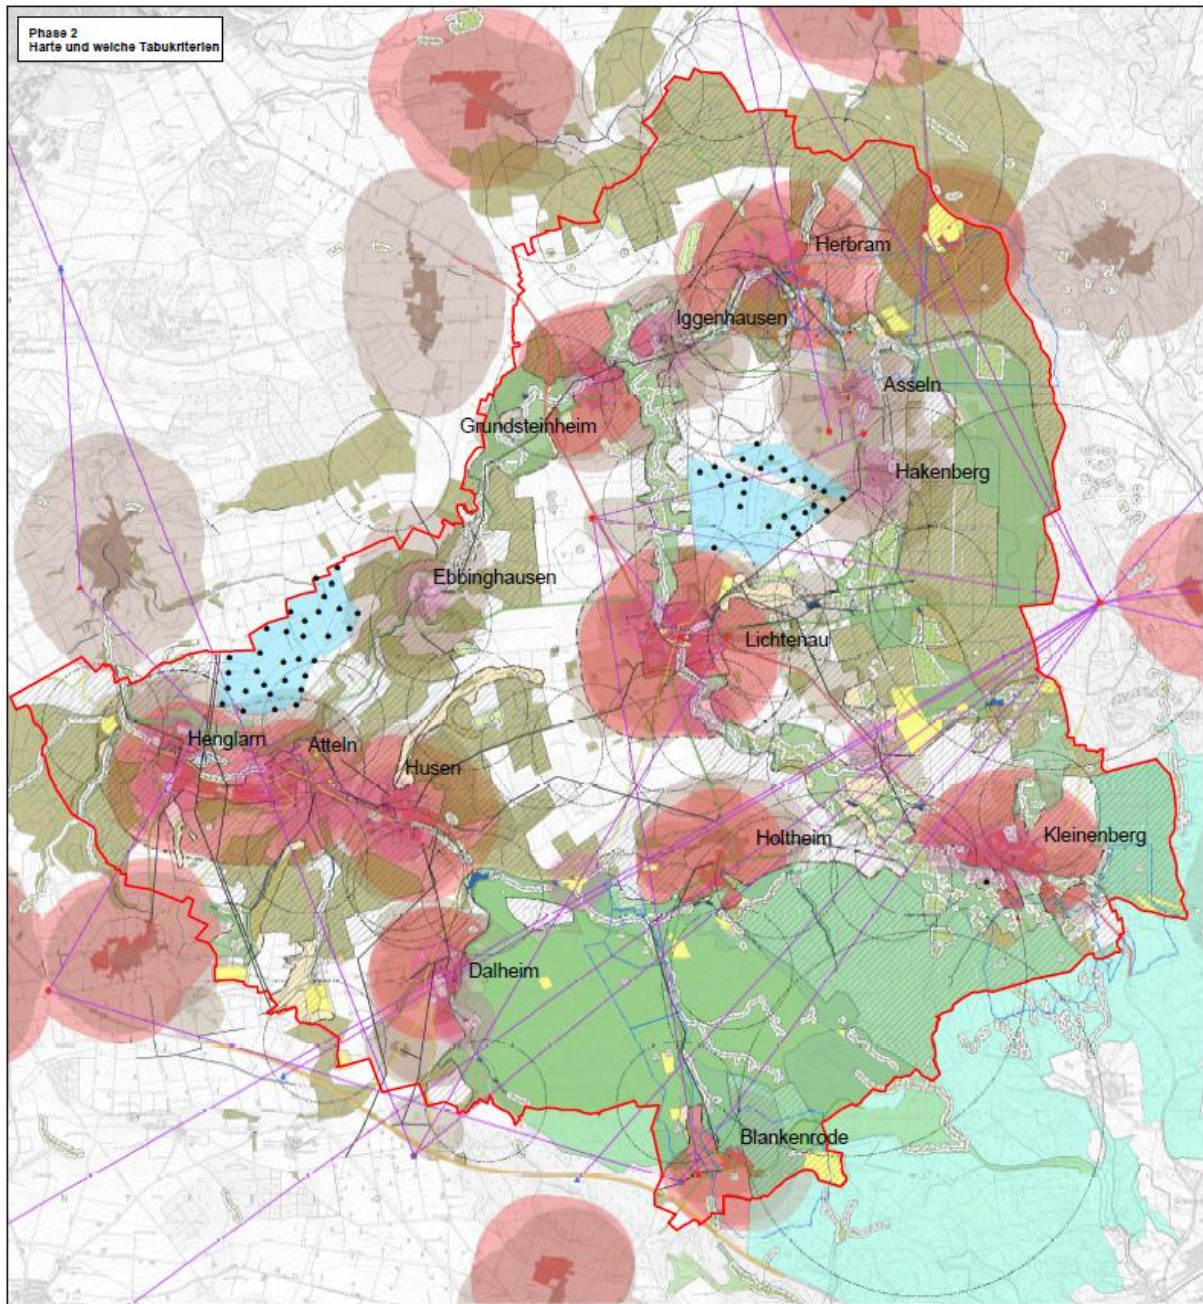 Phase 2
Harte und weiche Tabukriterien
Herbram
Iggenhausen
Asseln
Grundsteinheim
Hakenberg
Ebbinghausen
Lichtenau
Henglarn
Atteln
Husen
Holtheim
Kleinenberg
Dalheim
Blankenrode